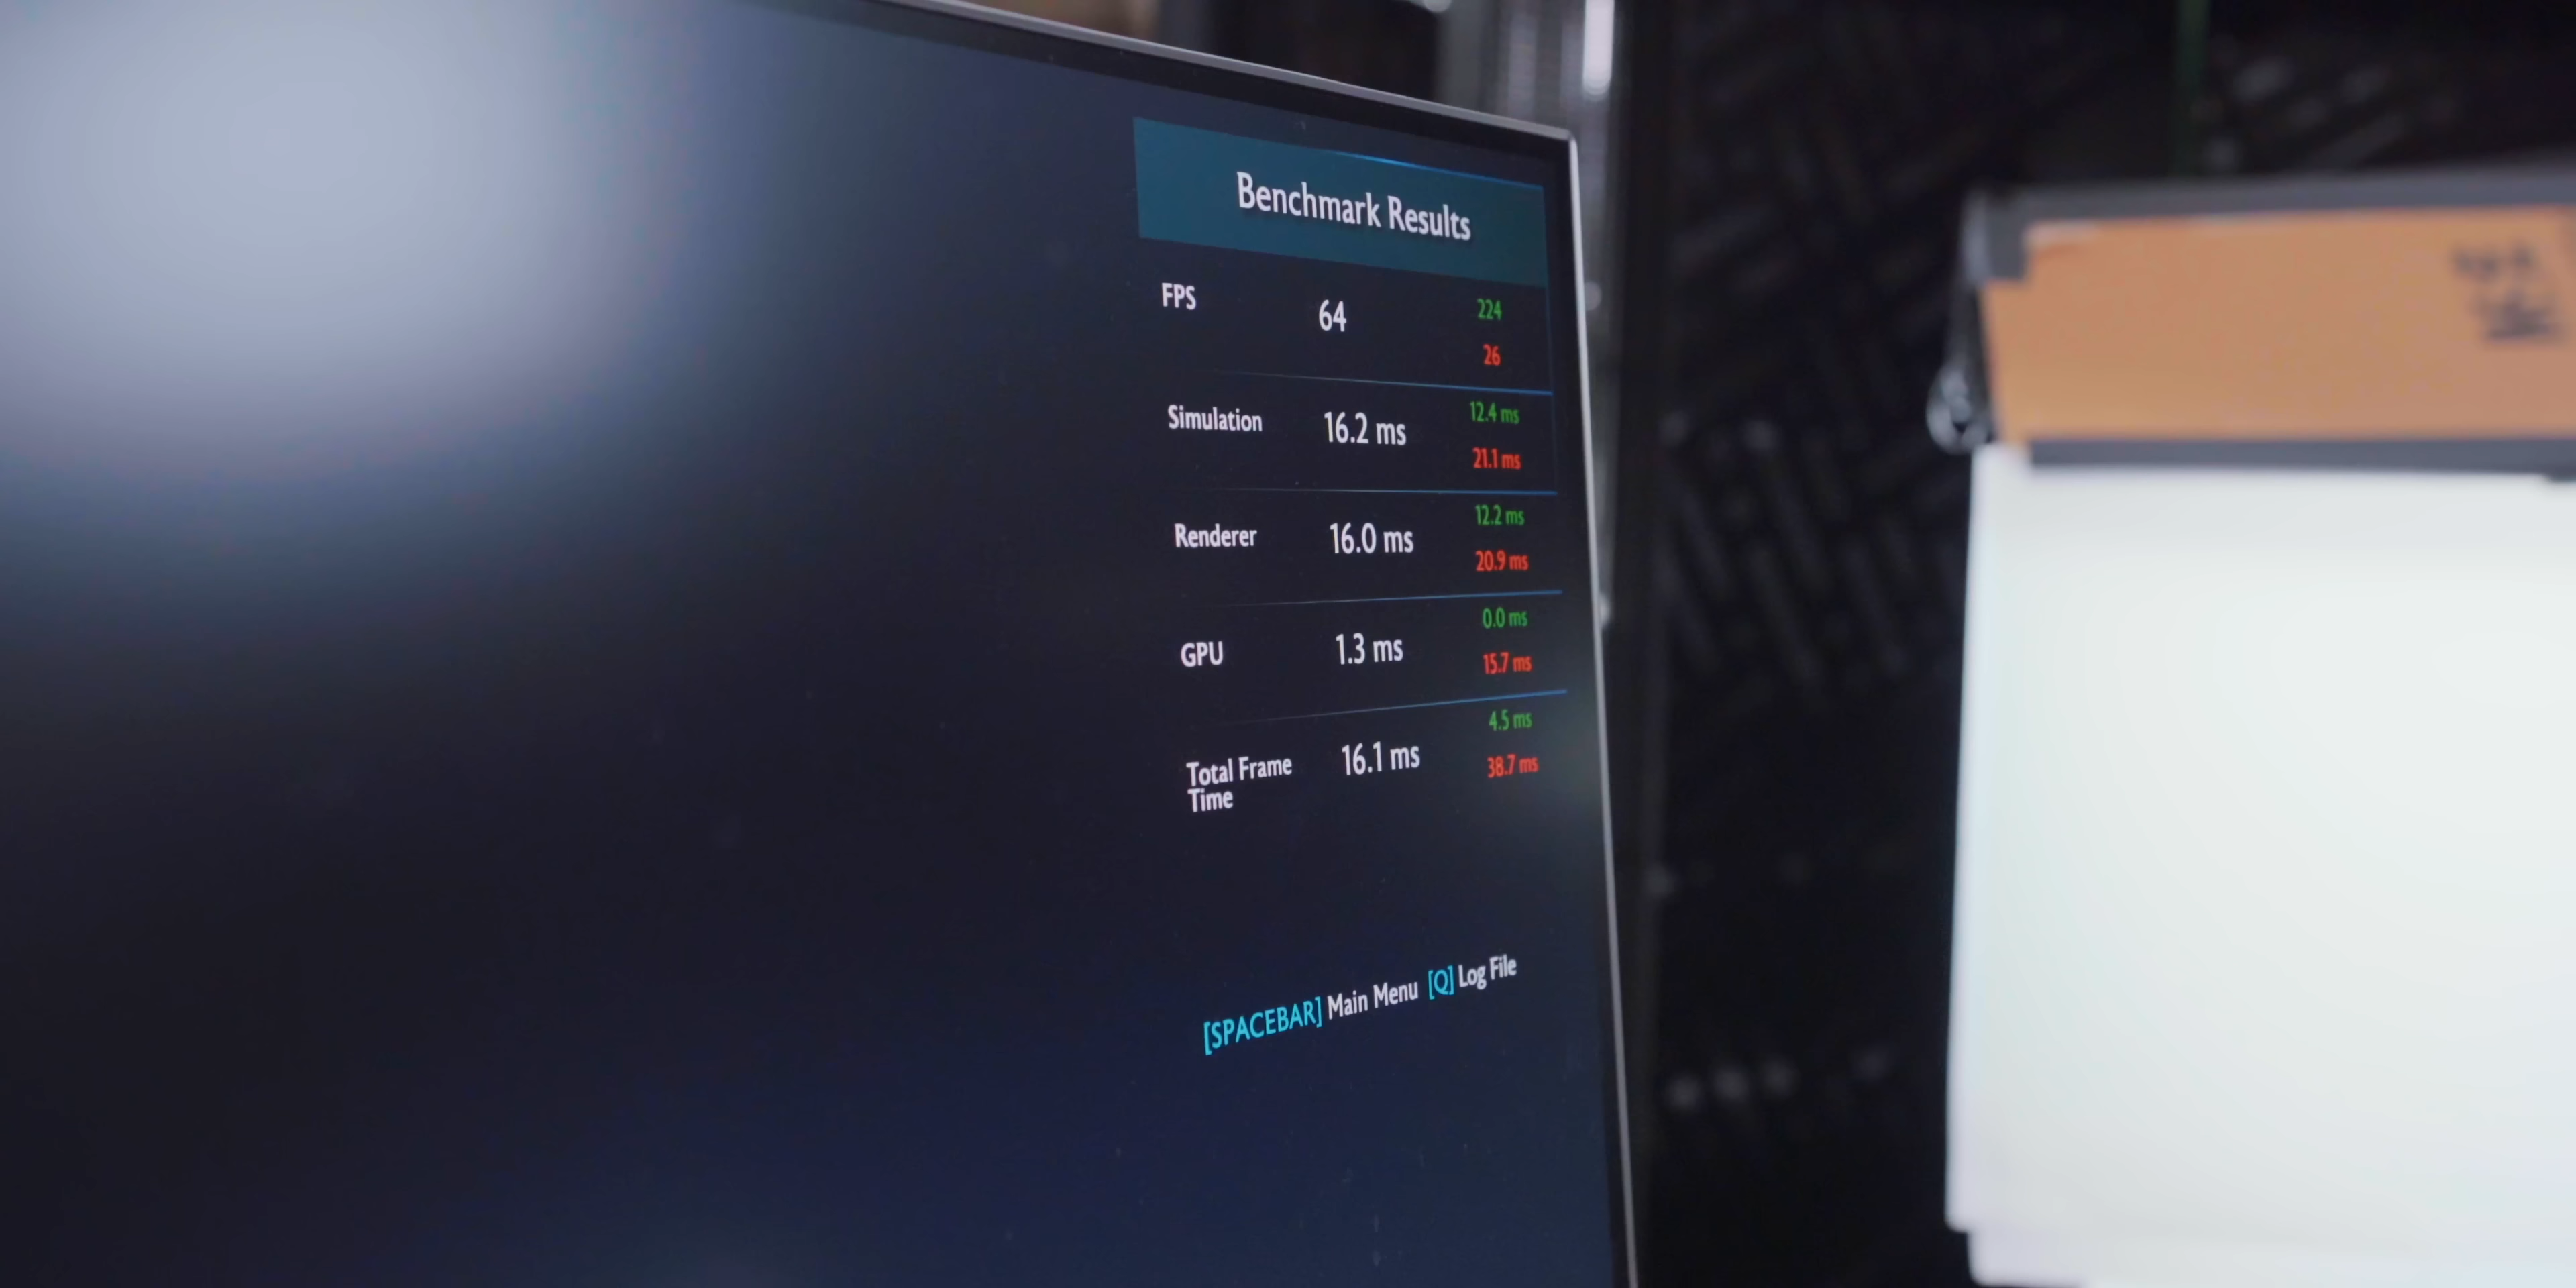 Benchmark Results
FPS 64 224
26
Simulation 16.2 ms 12.4 ms
21.1 ms
Renderer 16.0 ms 12.2 ms
20.9 ms
GPU 1.3 ms 0.0 ms
15.7 ms
Total Frame Time 16.1 ms 4.5 ms
38.7 ms
[SPACEBAR] Main Menu [Q] Log File